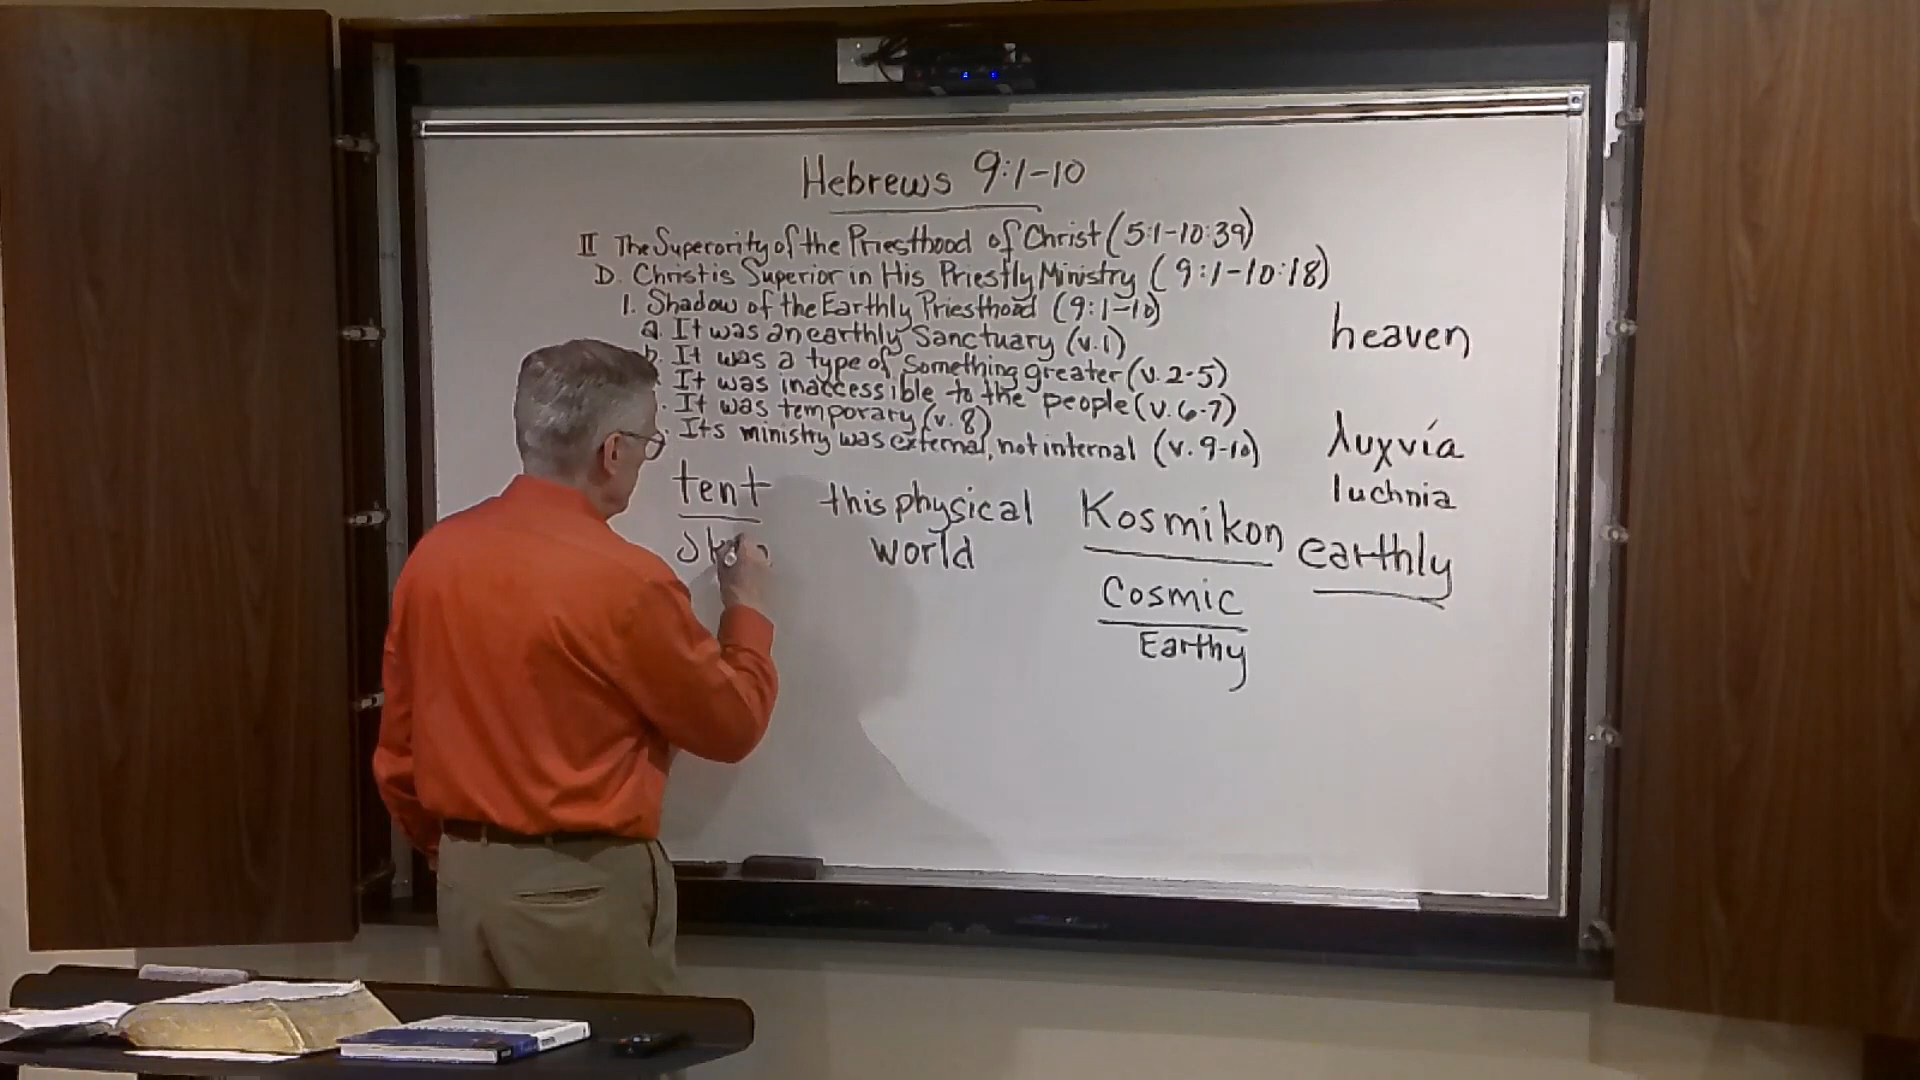 Hebrews 9:1-10
II The Superority of the Priesthood of Christ (5:1-10:39)
D. Christ is Superior in His Priestly Ministry (9:1-10:18)
1. Shadow of the Earthly Priesthood (9:1-10)
a. It was an earthly Sanctuary (v.1)
b. It was a type of Something greater (v.2-5)
It was inaccessible to the people (v.6-7)
. It was temporary (v.8)
. Its ministry was external, not internal (v.9-10)
heaven
λυχνία
luchnia
tent
this physical
world
Kosmikon
earthly
Cosmic
Earthy